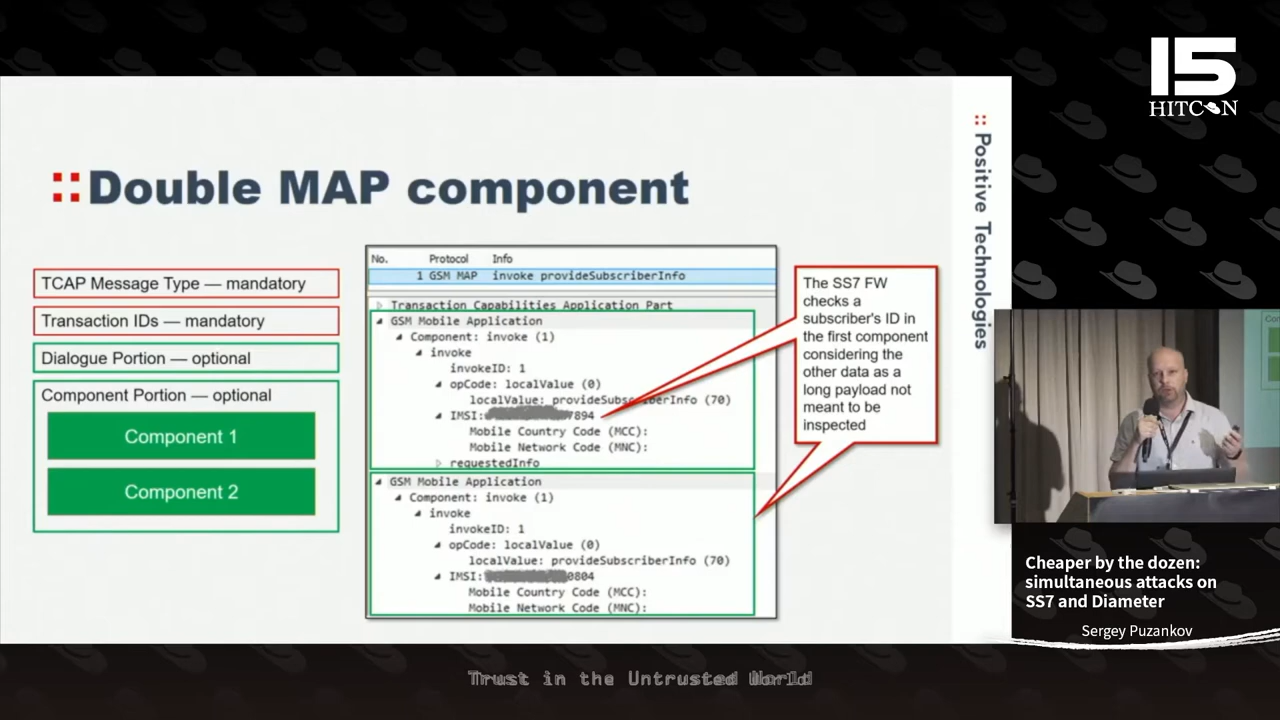 15
HITCON
:: Positive Technologies
::Double MAP component
TCAP Message Type — mandatory
Transaction IDs — mandatory
Dialogue Portion — optional
Component Portion — optional
Component 1
Component 2
No. Protocol Info
1 GSM MAP invoke provideSubscriberInfo
Transaction Capabilities Application Part
GSM Mobile Application
Component: invoke (1)
invoke
invokeID: 1
opCode: localValue (0)
localValue: provideSubscriberInfo (70)
IMSI: 7894
Mobile Country Code (MCC):
Mobile Network Code (MNC):
requestedInfo
GSM Mobile Application
Component: invoke (1)
invoke
invokeID: 1
opCode: localValue (0)
localValue: provideSubscriberInfo (70)
IMSI: 0804
Mobile Country Code (MCC):
Mobile Network Code (MNC):
The SS7 FW
checks a
subscriber's ID in
the first component
considering the
other data as a
long payload not
meant to be
inspected
Cheaper by the dozen:
simultaneous attacks on
SS7 and Diameter
Sergey Puzankov
Trust in the Untrusted World